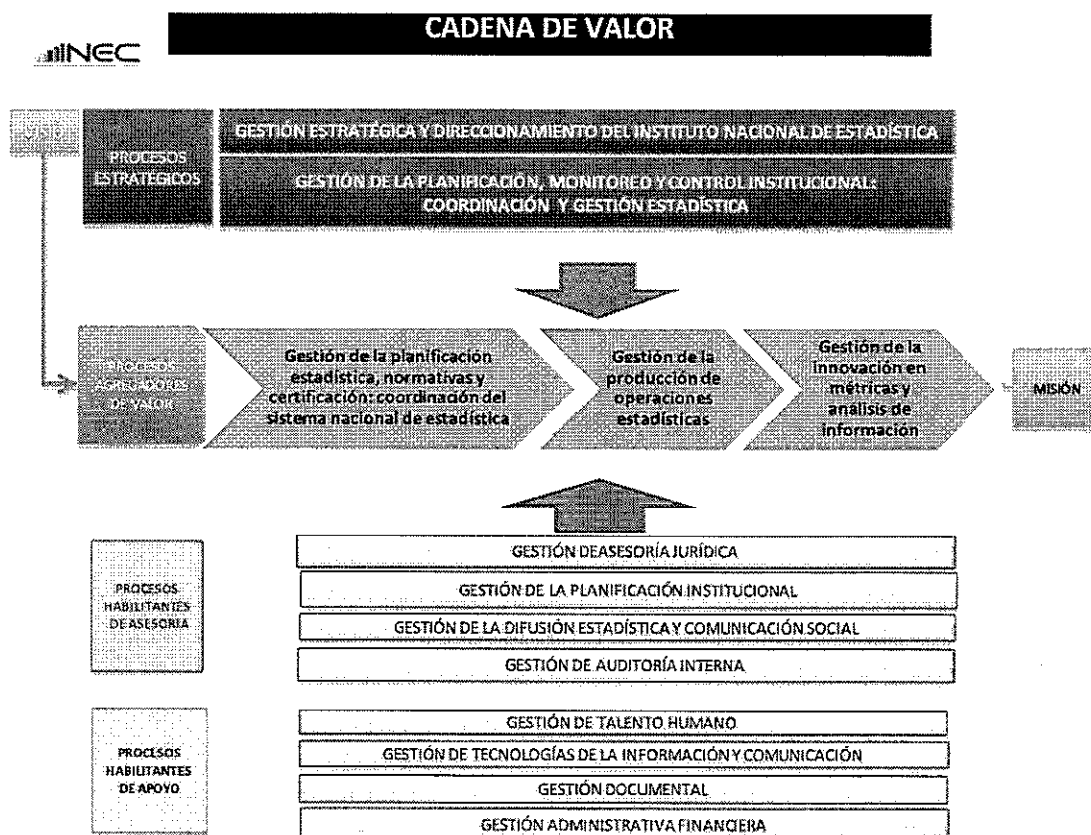 CADENA DE VALOR
INEC
PROCESOS
ESTRATÉGICOS
GESTIÓN ESTRATÉGICA Y DIRECCIONAMIENTO DEL INSTITUTO NACIONAL DE ESTADÍSTICA
GESTIÓN DE LA PLANIFICACIÓN, MONITOREO Y CONTROL INSTITUCIONAL:
COORDINACIÓN Y GESTIÓN ESTADÍSTICA
PROCESOS
AGREGADORES
DE VALOR
Gestión de la planificación
estadística, normativas y
certificación: coordinación del
sistema nacional de estadística
Gestión de la
producción de
operaciones
estadísticas
Gestión de la
innovación en
métricas y
análisis de
información
MISIÓN
PROCESOS
HABILITANTES
DE ASESORÍA
GESTIÓN DEASESORÍA JURÍDICA
GESTIÓN DE LA PLANIFICACIÓN INSTITUCIONAL
GESTIÓN DE LA DIFUSIÓN ESTADÍSTICA Y COMUNICACIÓN SOCIAL
GESTIÓN DE AUDITORÍA INTERNA
PROCESOS
HABILITANTES
DE APOYO
GESTIÓN DE TALENTO HUMANO
GESTIÓN DE TECNOLOGÍAS DE LA INFORMACIÓN Y COMUNICACIÓN
GESTIÓN DOCUMENTAL
GESTIÓN ADMINISTRATIVA FINANCIERA